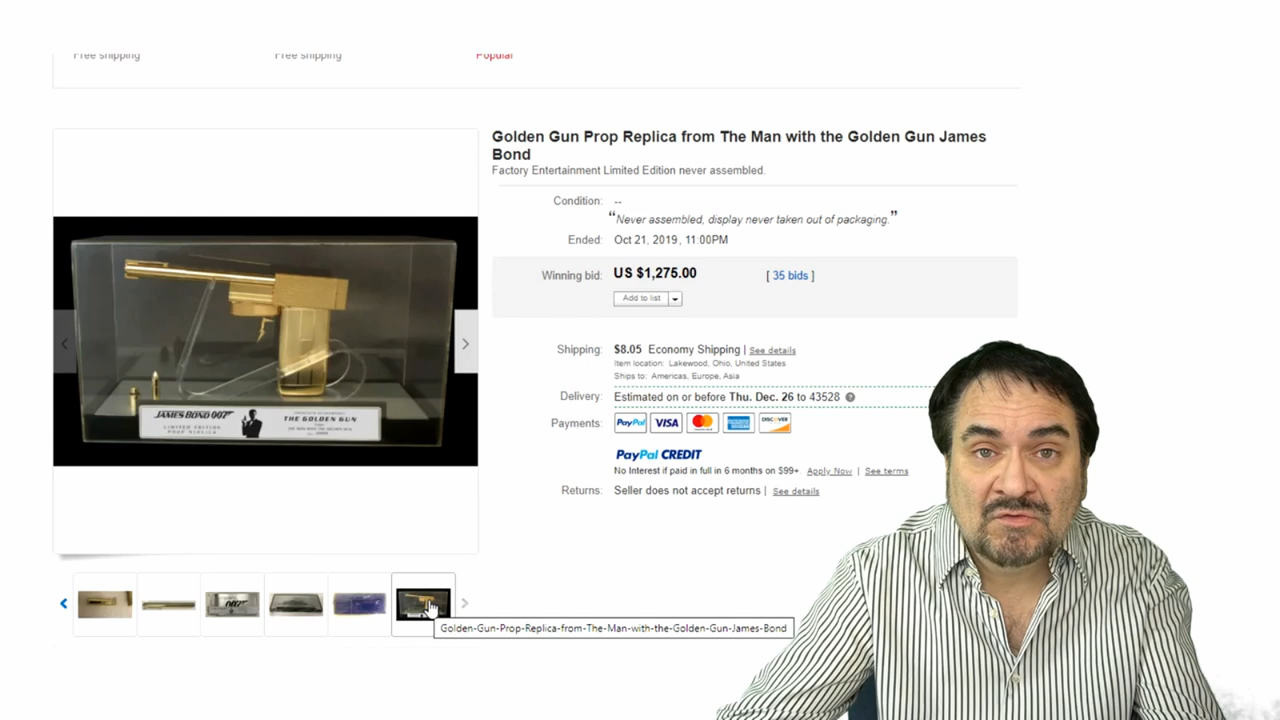 Free shipping
Free shipping
Popular
Golden Gun Prop Replica from The Man with the Golden Gun James
Bond
Factory Entertainment Limited Edition never assembled.
Condition: --
“Never assembled, display never taken out of packaging.”
Ended: Oct 21, 2019, 11:00PM
Winning bid: US $1,275.00 [ 35 bids ]
Add to list
Shipping: $8.05 Economy Shipping | See details
Item location: Lakewood, Ohio, United States
Ships to: Americas, Europe, Asia
Delivery: Estimated on or before Thu. Dec. 26 to 43528
Payments: PayPal VISA MasterCard DISCOVER
PayPal CREDIT
No Interest if paid in full in 6 months on $99+. Apply Now | See terms
Returns: Seller does not accept returns | See details
JAMES BOND 007
LIMITED EDITION
PROP REPLICA
THE GOLDEN GUN
007
Golden-Gun-Prop-Replica-from-The-Man-with-the-Golden-Gun-James-Bond